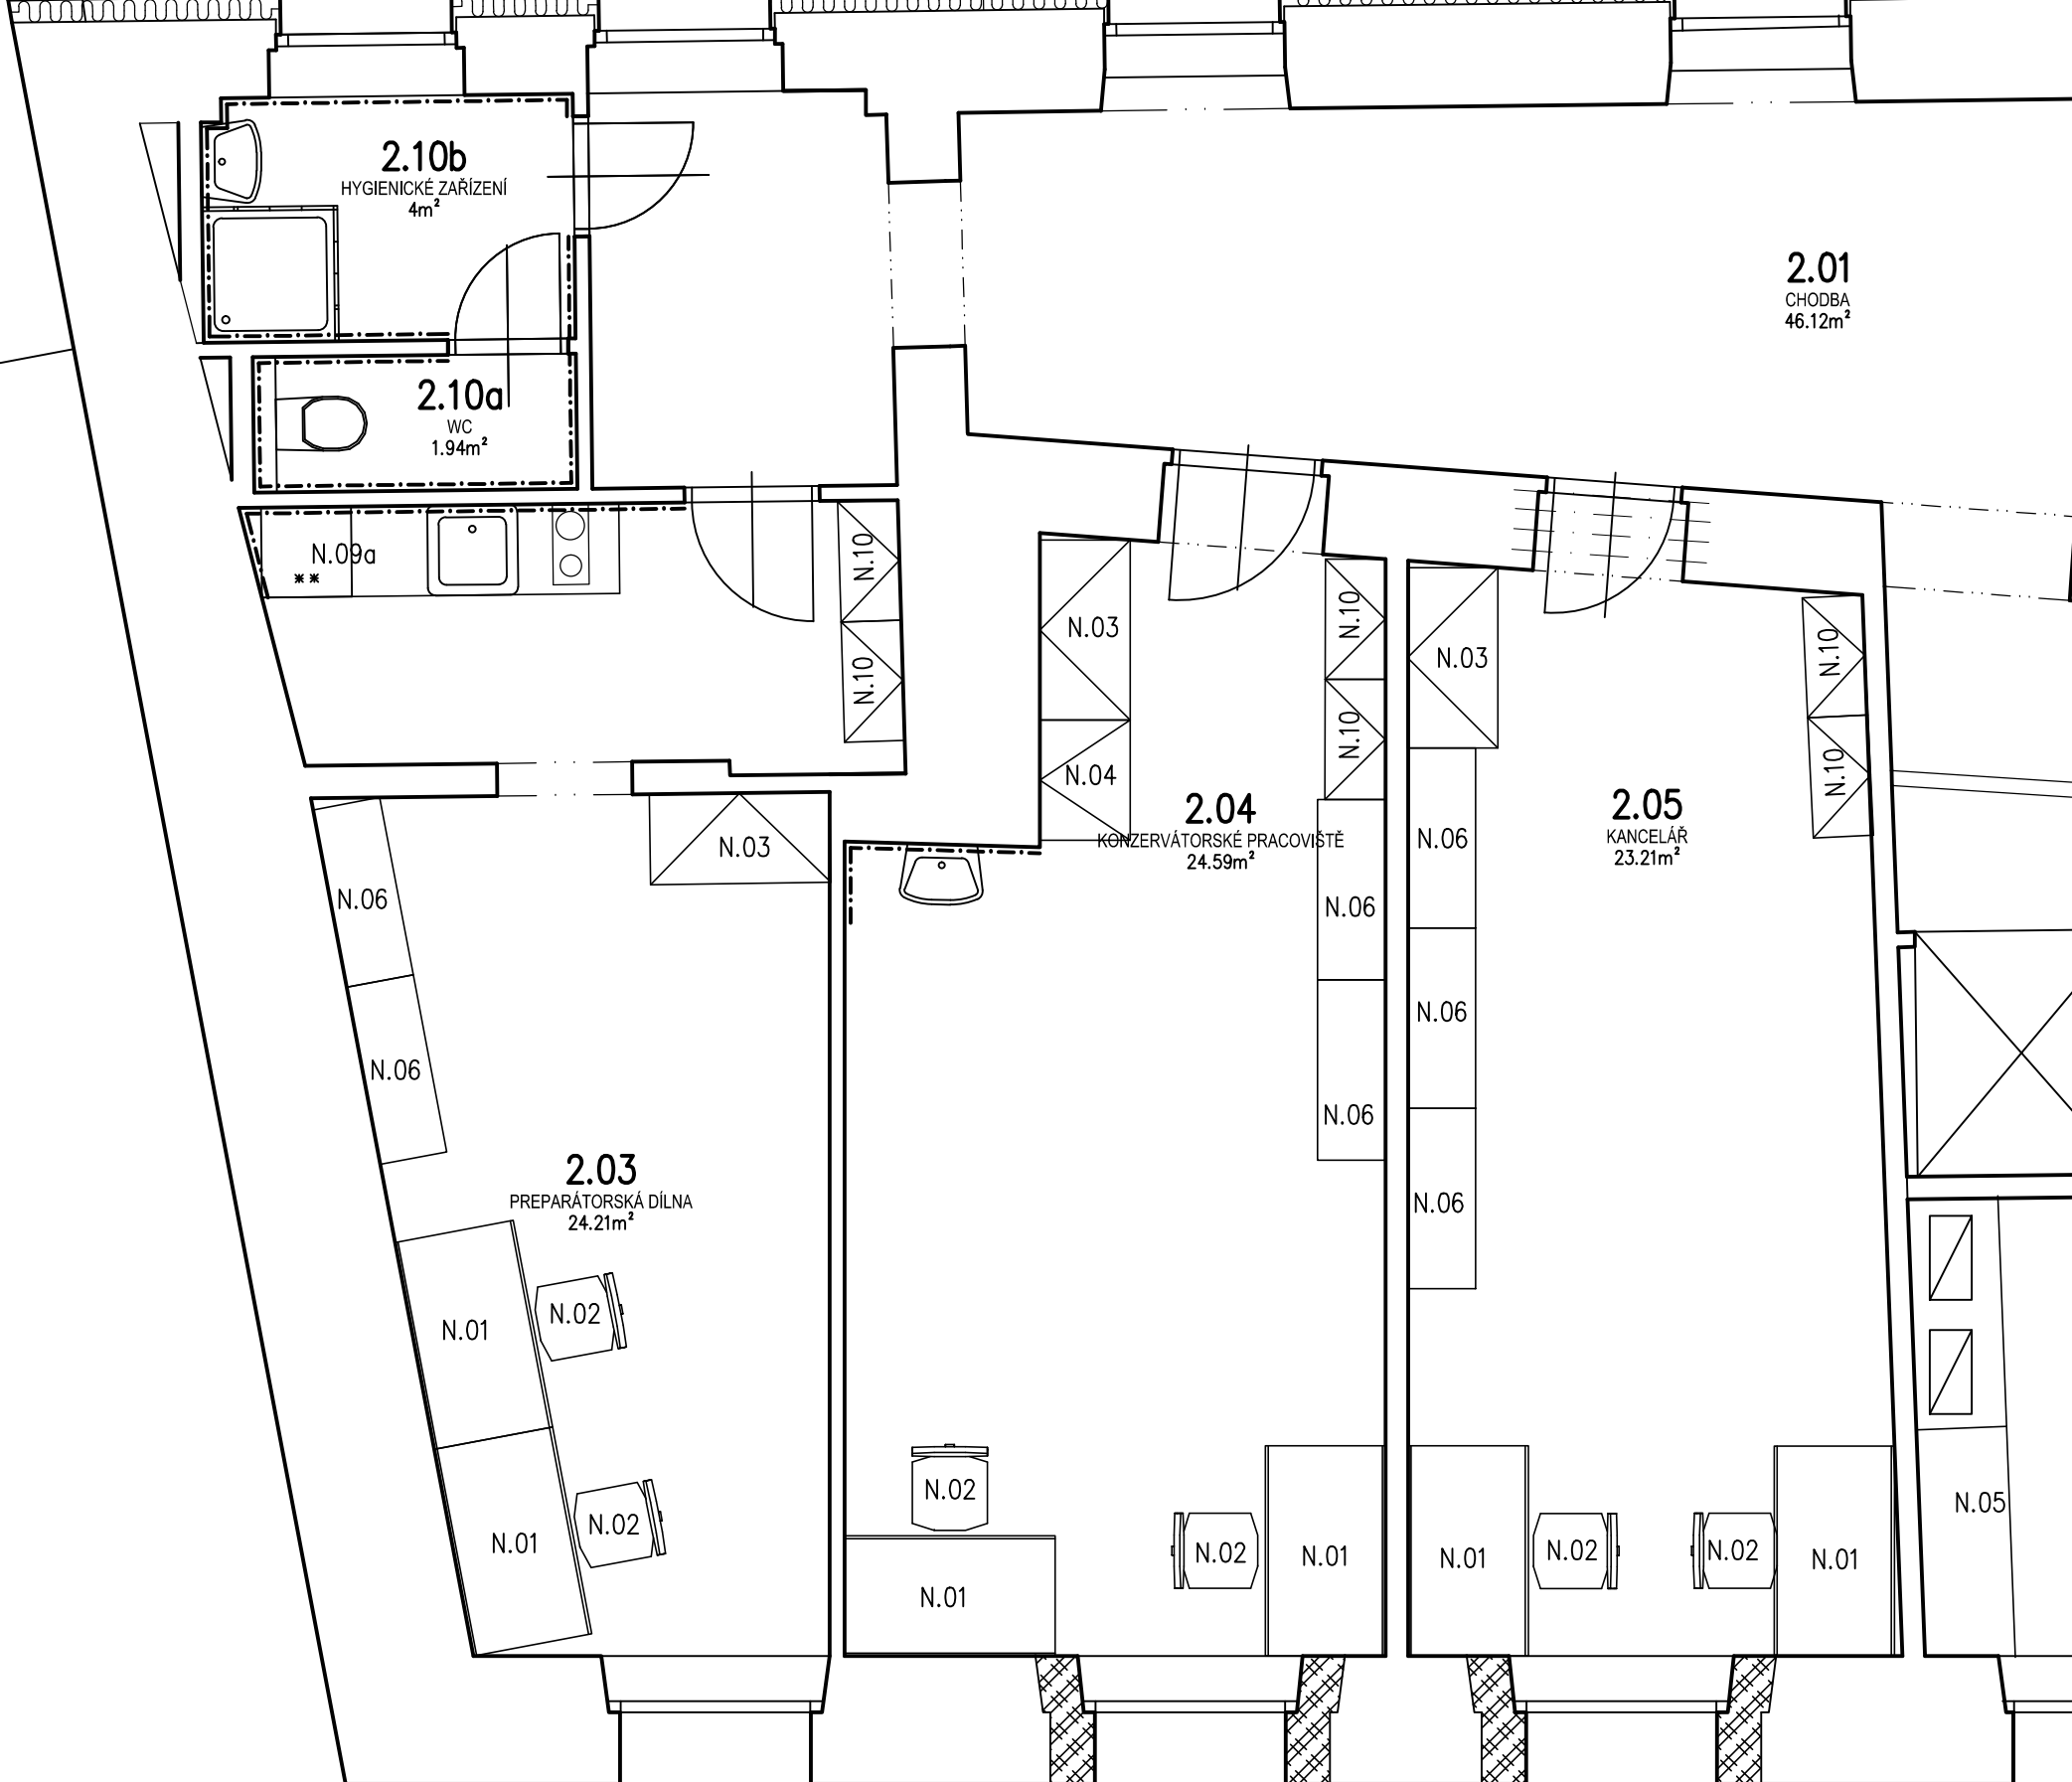 2.10b
HYGIENICKÉ ZAŘÍZENÍ
4m²
2.01
CHODBA
46.12m²
2.10a
WC
1.94m²
N.09a
**
N.10
N.10
N.03
N.04
N.10
N.10
N.03
N.10
N.10
2.04
KONZERVÁTORSKÉ PRACOVIŠTĚ
24.59m²
2.05
KANCELÁŘ
23.21m²
N.03
N.06
N.06
N.06
N.06
N.06
N.06
N.06
2.03
PREPARÁTORSKÁ DÍLNA
24.21m²
N.01
N.02
N.01
N.02
N.02
N.01
N.02
N.01
N.01
N.02
N.02
N.01
N.05